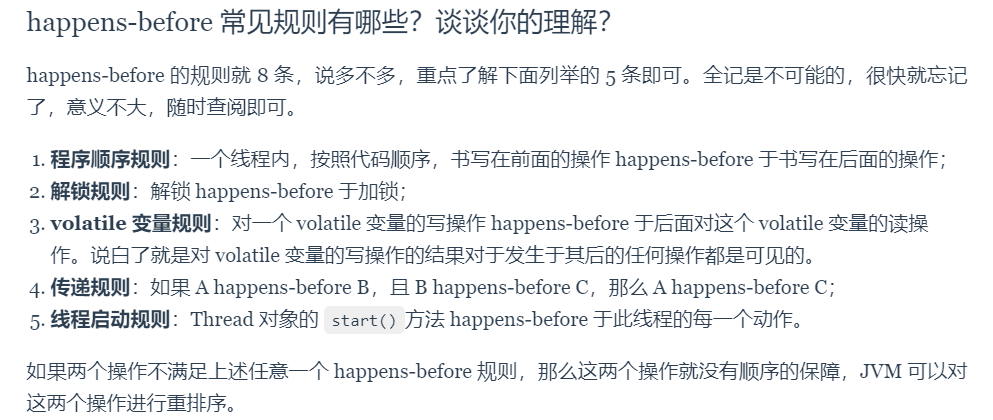 happens-before 常见规则有哪些？谈谈你的理解？
happens-before 的规则就 8 条，说多不多，重点了解下面列举的 5 条即可。全记是不可能的，很快就忘记
了，意义不大，随时查阅即可。
1. 程序顺序规则：一个线程内，按照代码顺序，书写在前面的操作 happens-before 于书写在后面的操作；
2. 解锁规则：解锁 happens-before 于加锁；
3. volatile 变量规则：对一个 volatile 变量的写操作 happens-before 于后面对这个 volatile 变量的读操
作。说白了就是对 volatile 变量的写操作的结果对于发生于其后的任何操作都是可见的。
4. 传递规则：如果 A happens-before B，且 B happens-before C，那么 A happens-before C；
5. 线程启动规则：Thread 对象的 start() 方法 happens-before 于此线程的每一个动作。
如果两个操作不满足上述任意一个 happens-before 规则，那么这两个操作就没有顺序的保障，JVM 可以对
这两个操作进行重排序。